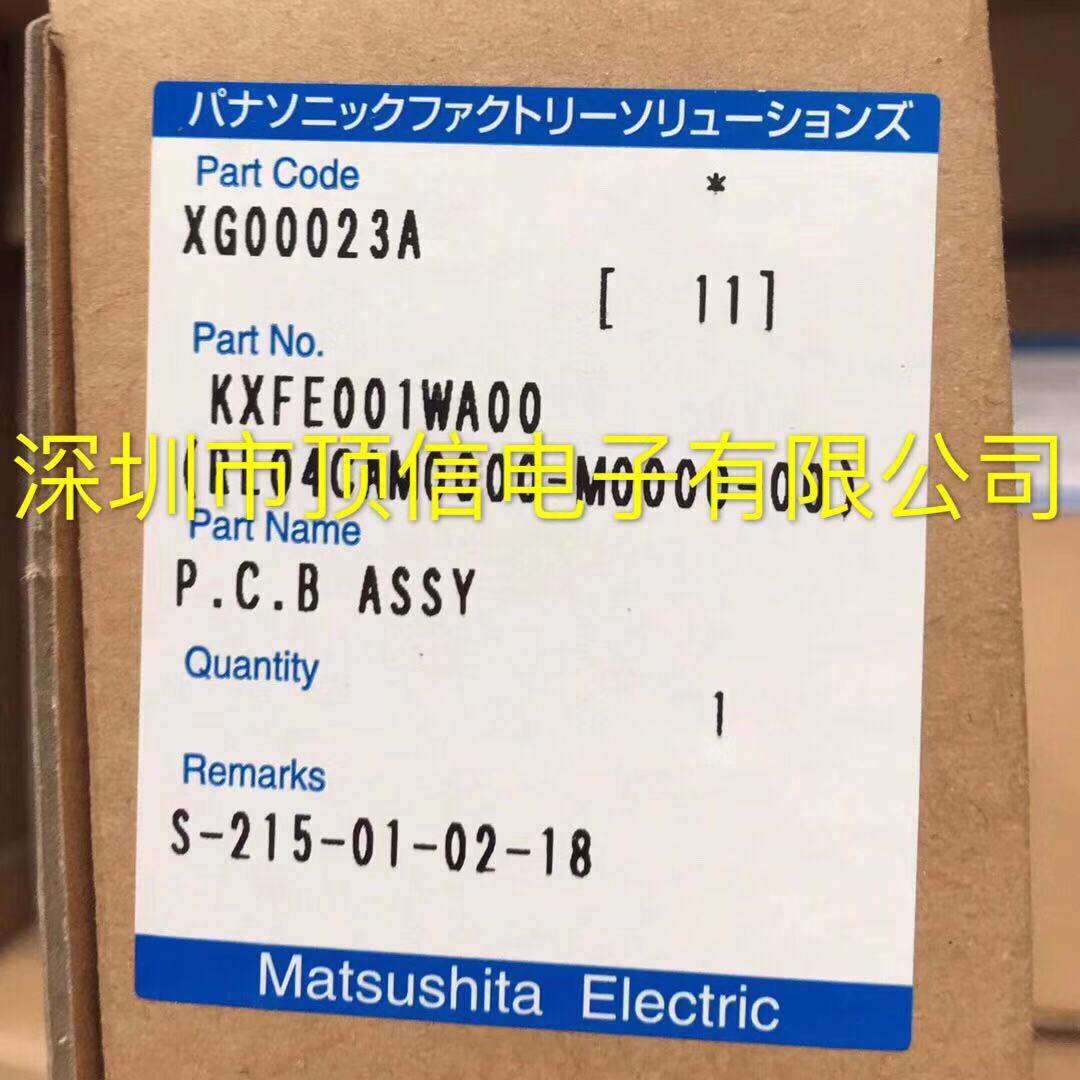 パナソニックファクトリーソリューションズ
Part Code
*
XG00023A
[ 11]
Part No.
KXFE001WA00
深圳市顶信电子有限公司
Part Name
P.C.B ASSY
Quantity
1
Remarks
S-215-01-02-18
Matsushita Electric